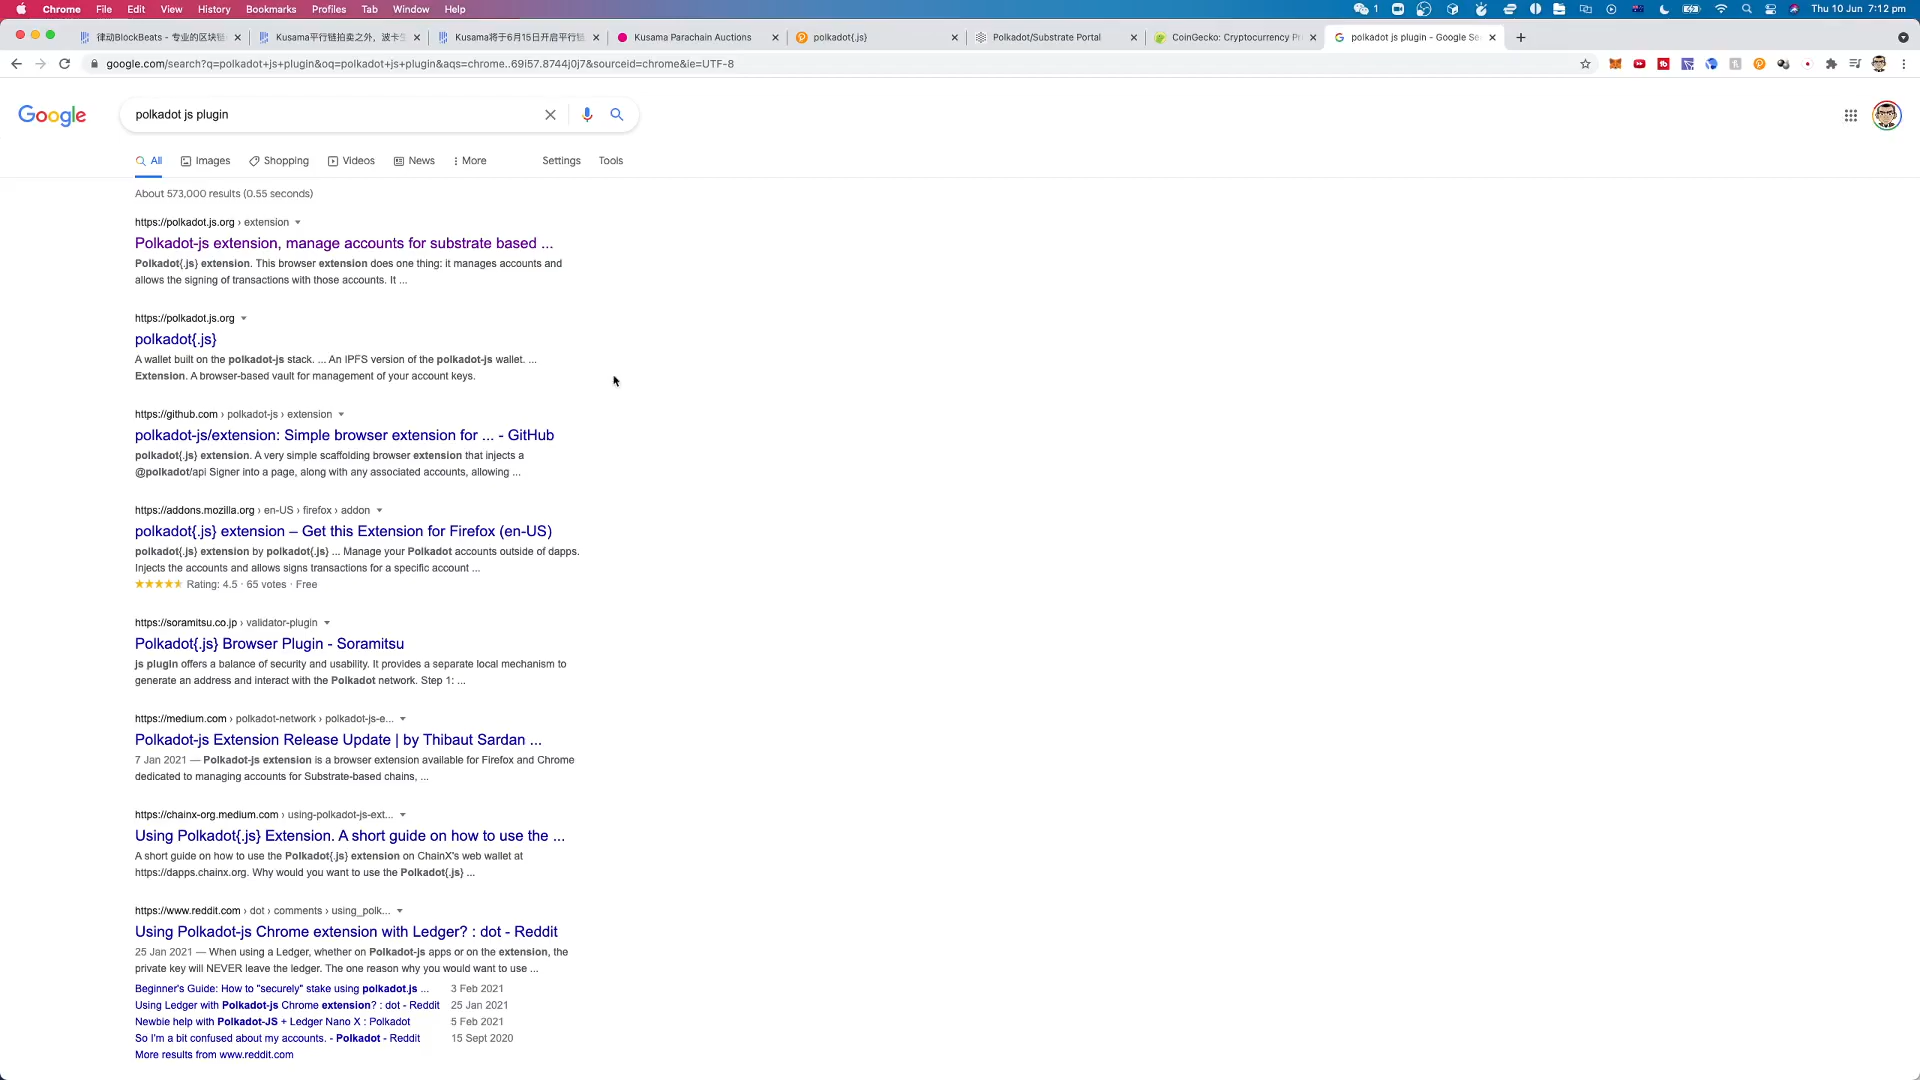 Chrome File Edit View History Bookmarks Profiles Tab Window Help
1 Thu 10 Jun 7:12 pm
律动BlockBeats - 专业的区块链
Kusama平行链拍卖之外，波卡生
Kusama将于6月15日开启平行链
Kusama Parachain Auctions
polkadot{.js}
Polkadot/Substrate Portal
CoinGecko: Cryptocurrency Pr
polkadot js plugin - Google Se
google.com/search?q=polkadot+js+plugin&oq=polkadot+js+plugin&aqs=chrome..69i57.8744j0j7&sourceid=chrome&ie=UTF-8
Google
polkadot js plugin
All Images Shopping Videos News More Settings Tools
About 573,000 results (0.55 seconds)
https://polkadot.js.org › extension
Polkadot-js extension, manage accounts for substrate based ...
Polkadot{.js} extension. This browser extension does one thing: it manages accounts and
allows the signing of transactions with those accounts. It ...
https://polkadot.js.org
polkadot{.js}
A wallet built on the polkadot-js stack. ... An IPFS version of the polkadot-js wallet. ...
Extension. A browser-based vault for management of your account keys.
https://github.com › polkadot-js › extension
polkadot-js/extension: Simple browser extension for ... - GitHub
polkadot{.js} extension. A very simple scaffolding browser extension that injects a
@polkadot/api Signer into a page, along with any associated accounts, allowing ...
https://addons.mozilla.org › en-US › firefox › addon
polkadot{.js} extension – Get this Extension for Firefox (en-US)
polkadot{.js} extension by polkadot{.js} ... Manage your Polkadot accounts outside of dapps.
Injects the accounts and allows signs transactions for a specific account ...
Rating: 4.5 · 65 votes · Free
https://soramitsu.co.jp › validator-plugin
Polkadot{.js} Browser Plugin - Soramitsu
js plugin offers a balance of security and usability. It provides a separate local mechanism to
generate an address and interact with the Polkadot network. Step 1: ...
https://medium.com › polkadot-network › polkadot-js-e...
Polkadot-js Extension Release Update | by Thibaut Sardan ...
7 Jan 2021 — Polkadot-js extension is a browser extension available for Firefox and Chrome
dedicated to managing accounts for Substrate-based chains, ...
https://chainx-org.medium.com › using-polkadot-js-ext...
Using Polkadot{.js} Extension. A short guide on how to use the ...
A short guide on how to use the Polkadot{.js} extension on ChainX's web wallet at
https://dapps.chainx.org. Why would you want to use the Polkadot{.js} ...
https://www.reddit.com › dot › comments › using_polk...
Using Polkadot-js Chrome extension with Ledger? : dot - Reddit
25 Jan 2021 — When using a Ledger, whether on Polkadot-js apps or on the extension, the
private key will NEVER leave the ledger. The one reason why you would want to use ...
Beginner's Guide: How to "securely" stake using polkadot.js ... 3 Feb 2021
Using Ledger with Polkadot-js Chrome extension? : dot - Reddit 25 Jan 2021
Newbie help with Polkadot-JS + Ledger Nano X : Polkadot 5 Feb 2021
So I'm a bit confused about my accounts. - Polkadot - Reddit 15 Sept 2020
More results from www.reddit.com